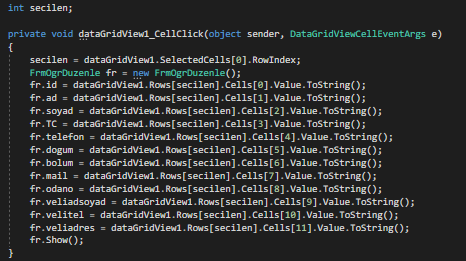 int secilen;
private void dataGridView1_CellClick(object sender, DataGridViewCellEventArgs e)
{
secilen = dataGridView1.SelectedCells[0].RowIndex;
FrmOgrDuzenle fr = new FrmOgrDuzenle();
fr.id = dataGridView1.Rows[secilen].Cells[0].Value.ToString();
fr.ad = dataGridView1.Rows[secilen].Cells[1].Value.ToString();
fr.soyad = dataGridView1.Rows[secilen].Cells[2].Value.ToString();
fr.TC = dataGridView1.Rows[secilen].Cells[3].Value.ToString();
fr.telefon = dataGridView1.Rows[secilen].Cells[4].Value.ToString();
fr.dogum = dataGridView1.Rows[secilen].Cells[5].Value.ToString();
fr.bolum = dataGridView1.Rows[secilen].Cells[6].Value.ToString();
fr.mail = dataGridView1.Rows[secilen].Cells[7].Value.ToString();
fr.odano = dataGridView1.Rows[secilen].Cells[8].Value.ToString();
fr.veliadsoyad = dataGridView1.Rows[secilen].Cells[9].Value.ToString();
fr.velitel = dataGridView1.Rows[secilen].Cells[10].Value.ToString();
fr.veliadres = dataGridView1.Rows[secilen].Cells[11].Value.ToString();
fr.Show();
}